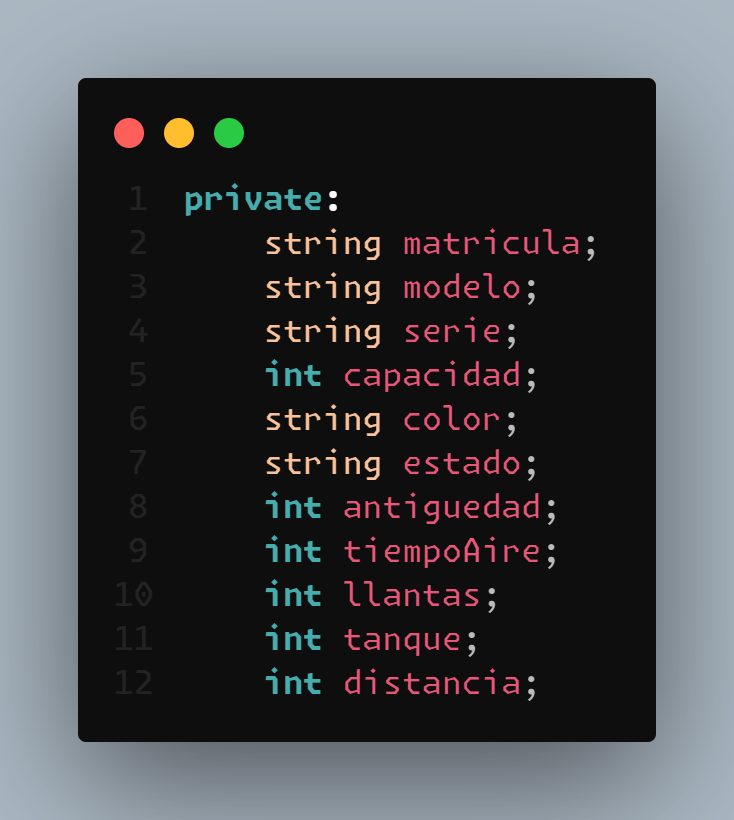 1 private:
2     string matricula;
3     string modelo;
4     string serie;
5     int capacidad;
6     string color;
7     string estado;
8     int antiguedad;
9     int tiempoAire;
10     int llantas;
11     int tanque;
12     int distancia;